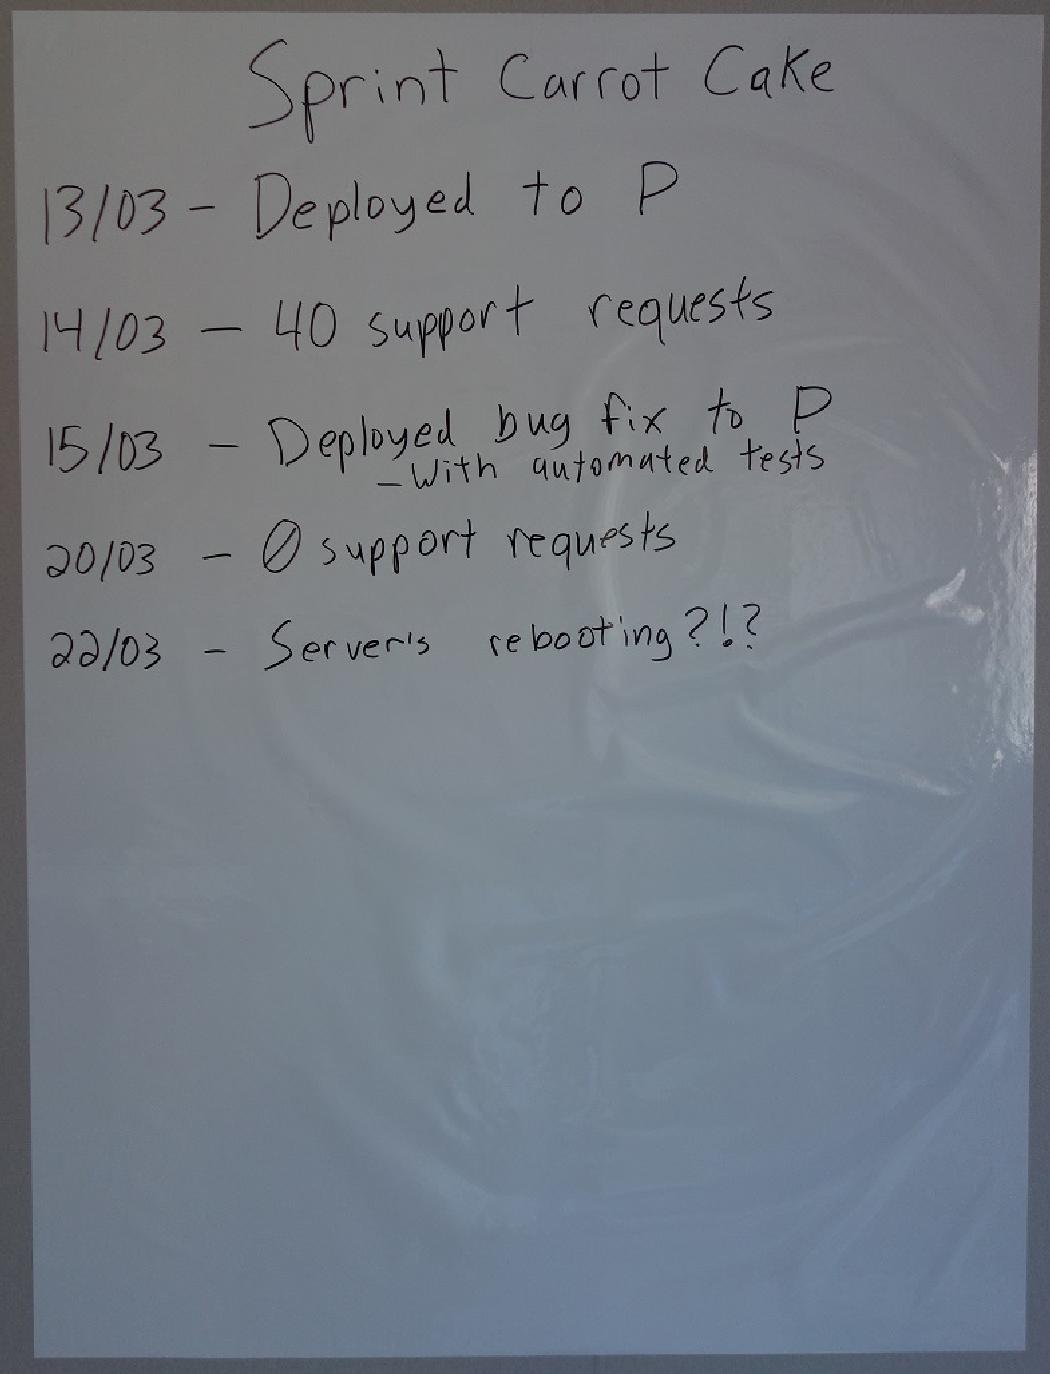 Sprint Carrot Cake
13/03 - Deployed to P
14/03 - 40 support requests
15/03 - Deployed bug fix to P
- With automated tests
20/03 - 0 support requests
22/03 - Server's rebooting?!?